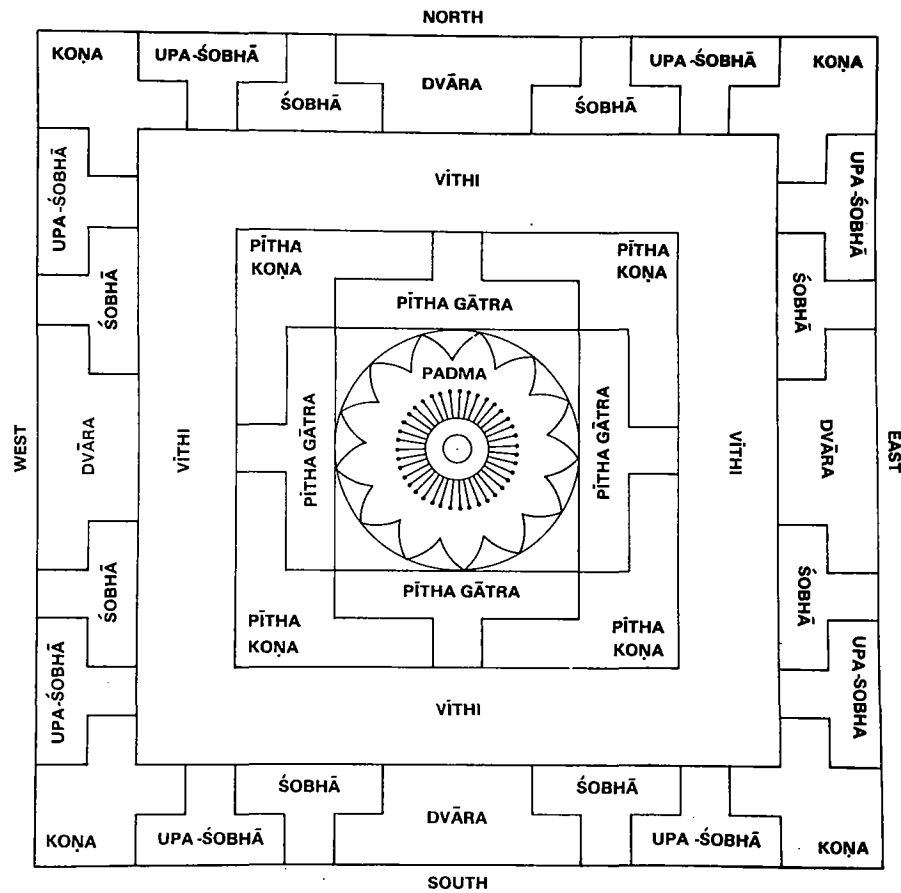 NORTH
KOṆA
UPA-ŚOBHĀ
DVĀRA
UPA-ŚOBHĀ
KOṆA
ŚOBHĀ
ŚOBHĀ
UPA-ŚOBHĀ
VĪTHI
UPA-ŚOBHĀ
PĪTHA
KOṆA
PĪTHA
KOṆA
ŚOBHĀ
PĪTHA GĀTRA
ŚOBHĀ
PADMA
WEST
DVĀRA
VĪTHI
PĪTHA GĀTRA
PĪTHA GĀTRA
VĪTHI
DVĀRA
EAST
ŚOBHĀ
PĪTHA GĀTRA
ŚOBHĀ
PĪTHA
KOṆA
PĪTHA
KOṆA
UPA-ŚOBHĀ
VĪTHI
UPA-ŚOBHA
ŚOBHĀ
ŚOBHĀ
KOṆA
UPA-ŚOBHĀ
DVĀRA
UPA-ŚOBHĀ
KOṆA
SOUTH